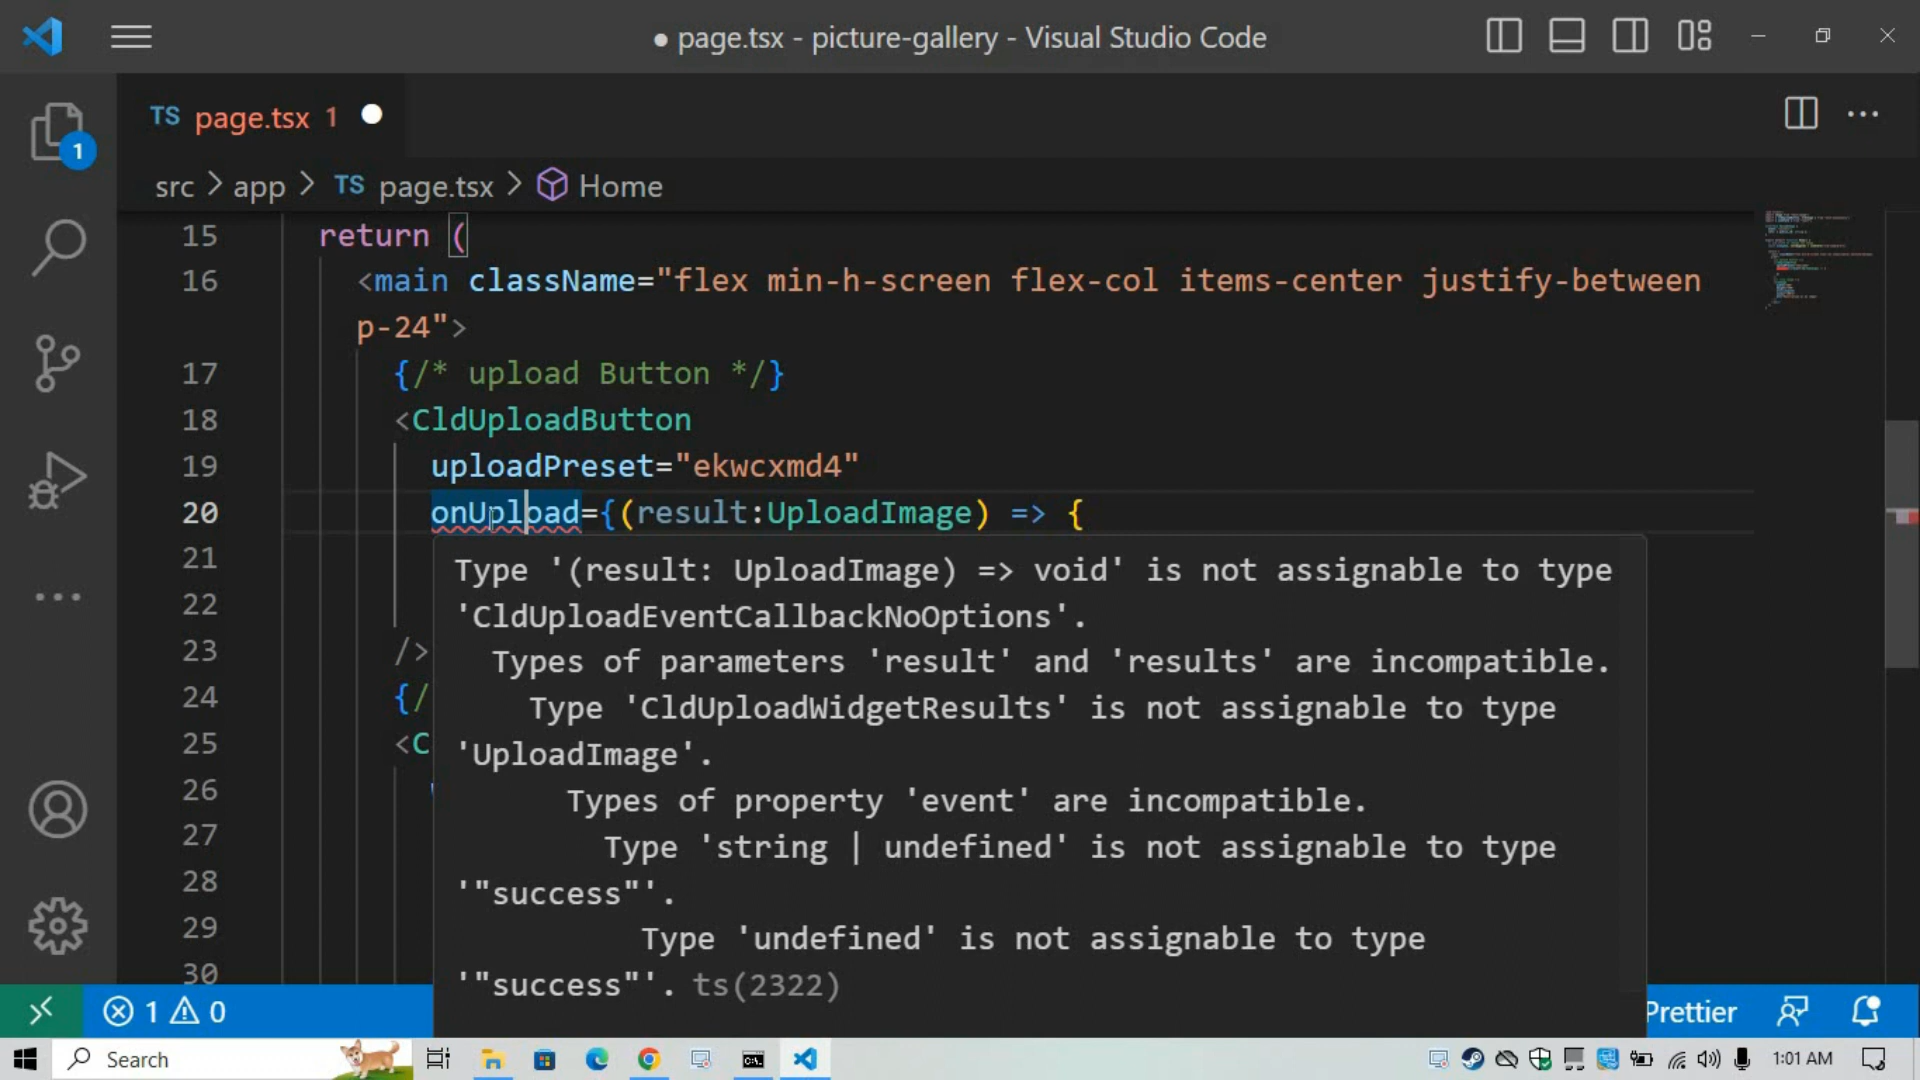 ● page.tsx - picture-gallery - Visual Studio Code
TS page.tsx 1
1
src > app > TS page.tsx > Home
15 return (
16 <main className="flex min-h-screen flex-col items-center justify-between
p-24">
17 {/* upload Button */}
18 <CldUploadButton
19 uploadPreset="ekwcxmd4"
20 onUpload={(result:UploadImage) => {
21
22
23 />
24 {/
25 <C
26
27
28
29
30
Type '(result: UploadImage) => void' is not assignable to type
'CldUploadEventCallbackNoOptions'.
Types of parameters 'result' and 'results' are incompatible.
Type 'CldUploadWidgetResults' is not assignable to type
'UploadImage'.
Types of property 'event' are incompatible.
Type 'string | undefined' is not assignable to type
'"success"'.
Type 'undefined' is not assignable to type
'"success"'. ts(2322)
1 0
Prettier
Search
1:01 AM